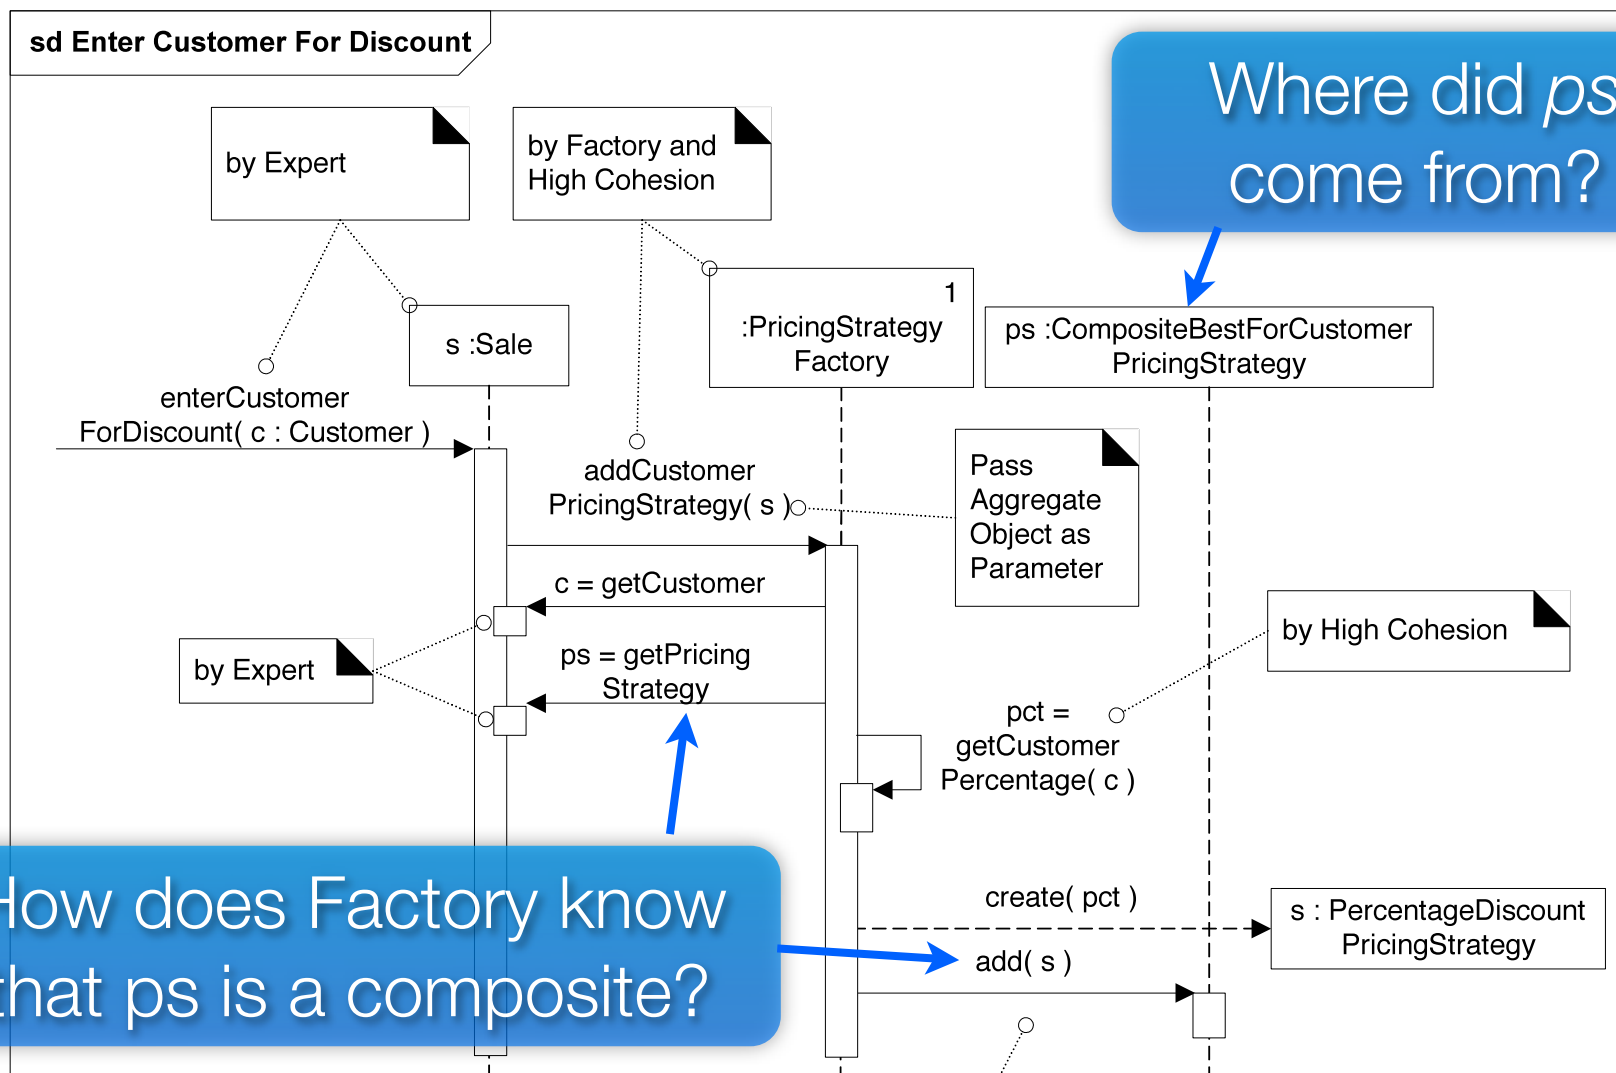 sd Enter Customer For Discount
Where did ps
come from?
by Expert
by Factory and
High Cohesion
1
:PricingStrategy
Factory
s :Sale
ps :CompositeBestForCustomer
PricingStrategy
enterCustomer
ForDiscount( c : Customer )
addCustomer
PricingStrategy( s )
Pass
Aggregate
Object as
Parameter
c = getCustomer
by High Cohesion
by Expert
ps = getPricing
Strategy
pct =
getCustomer
Percentage( c )
How does Factory know
that ps is a composite?
create( pct )
s : PercentageDiscount
PricingStrategy
add( s )